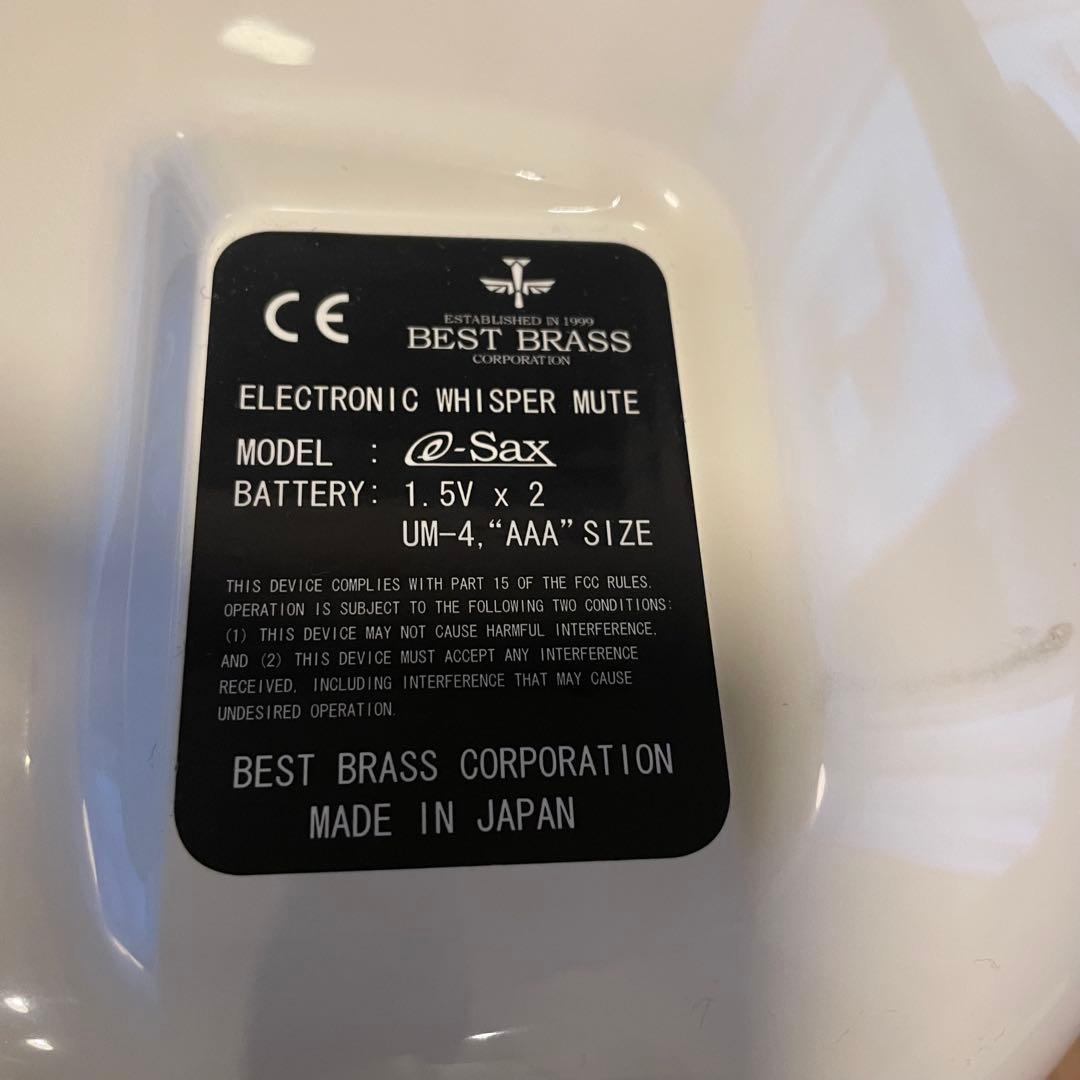 CE
ESTABLISHED IN 1999
BEST BRASS
CORPORATION
ELECTRONIC WHISPER MUTE
MODEL : e-Sax
BATTERY: 1.5V x 2
UM-4,“AAA” SIZE
THIS DEVICE COMPLIES WITH PART 15 OF THE FCC RULES.
OPERATION IS SUBJECT TO THE FOLLOWING TWO CONDITIONS:
(1) THIS DEVICE MAY NOT CAUSE HARMFUL INTERFERENCE,
AND (2) THIS DEVICE MUST ACCEPT ANY INTERFERENCE
RECEIVED, INCLUDING INTERFERENCE THAT MAY CAUSE
UNDESIRED OPERATION.
BEST BRASS CORPORATION
MADE IN JAPAN